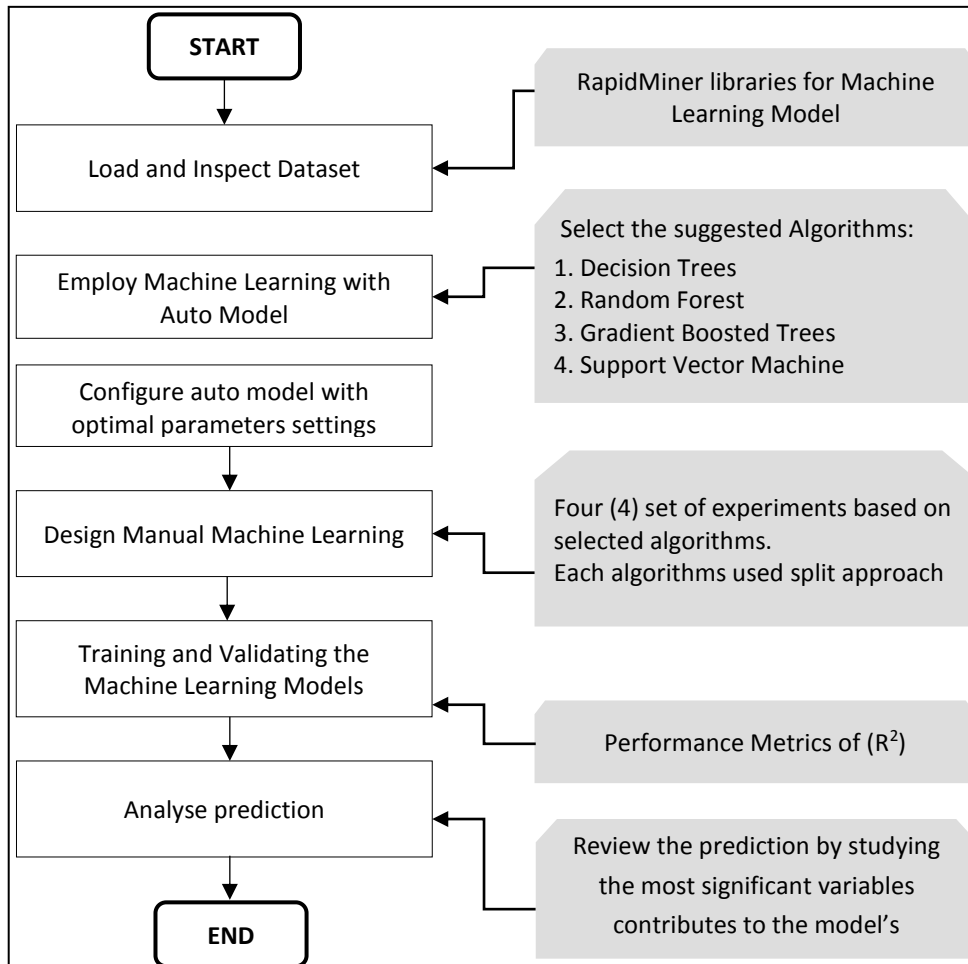 START
RapidMiner libraries for Machine
Learning Model
Load and Inspect Dataset
Select the suggested Algorithms:
1. Decision Trees
2. Random Forest
3. Gradient Boosted Trees
4. Support Vector Machine
Employ Machine Learning with
Auto Model
Configure auto model with
optimal parameters settings
Four (4) set of experiments based on
selected algorithms.
Each algorithms used split approach
Design Manual Machine Learning
Training and Validating the
Machine Learning Models
Performance Metrics of (R²)
Analyse prediction
Review the prediction by studying
the most significant variables
contributes to the model’s
END